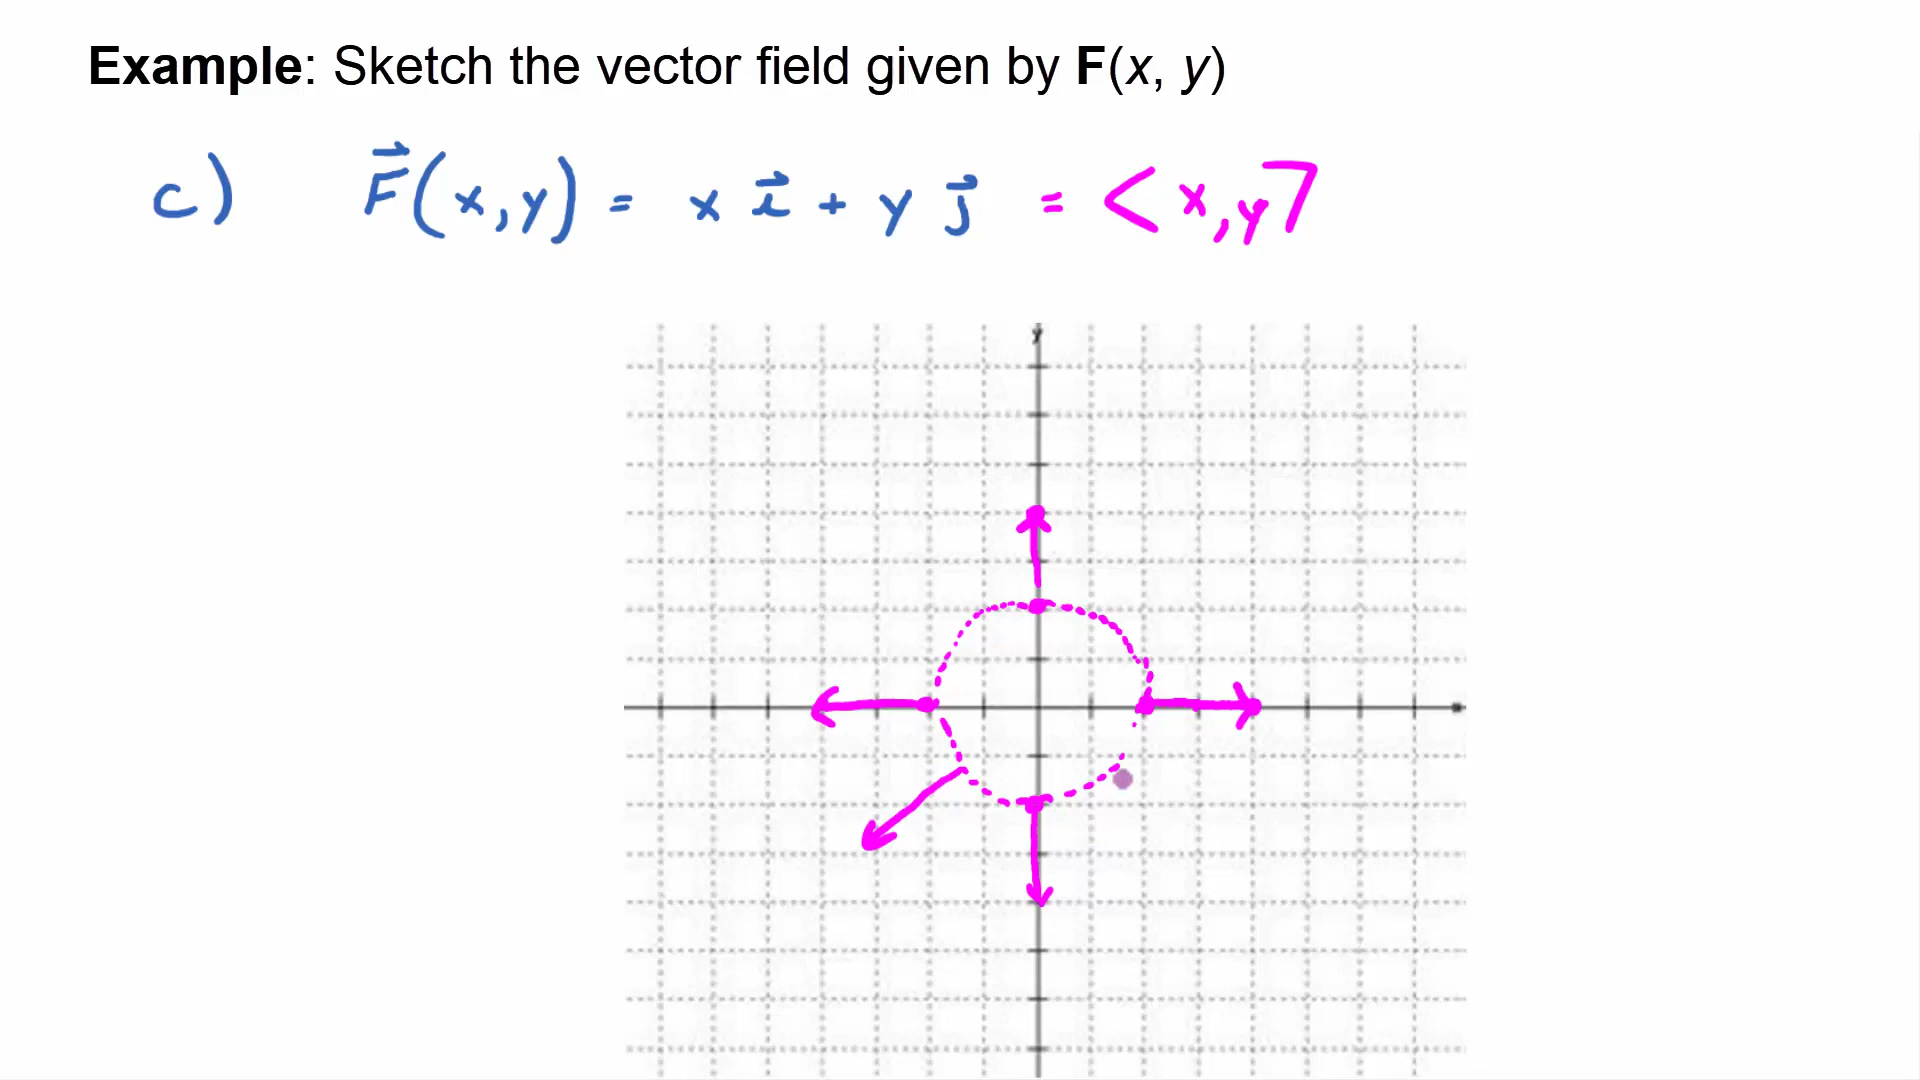 Example: Sketch the vector field given by F(x, y)
c) F⃗(x,y) = x i⃗ + y j⃗ = <x,y>
y